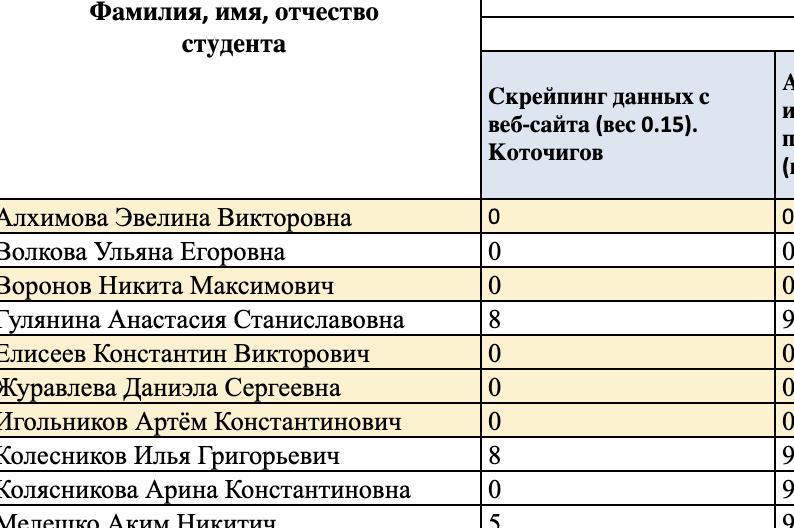 Фамилия, имя, отчество
студента
Скрейпинг данных с
веб-сайта (вес 0.15).
Коточигов
Алхимова Эвелина Викторовна 0 0
Волкова Ульяна Егоровна 0 0
Воронов Никита Максимович 0 0
Гулянина Анастасия Станиславовна 8 9
Елисеев Константин Викторович 0 0
Журавлева Даниэла Сергеевна 0 0
Игольников Артём Константинович 0 0
Колесников Илья Григорьевич 8 9
Колясникова Арина Константиновна 0 9
Мелешко Аким Никитич 5 9